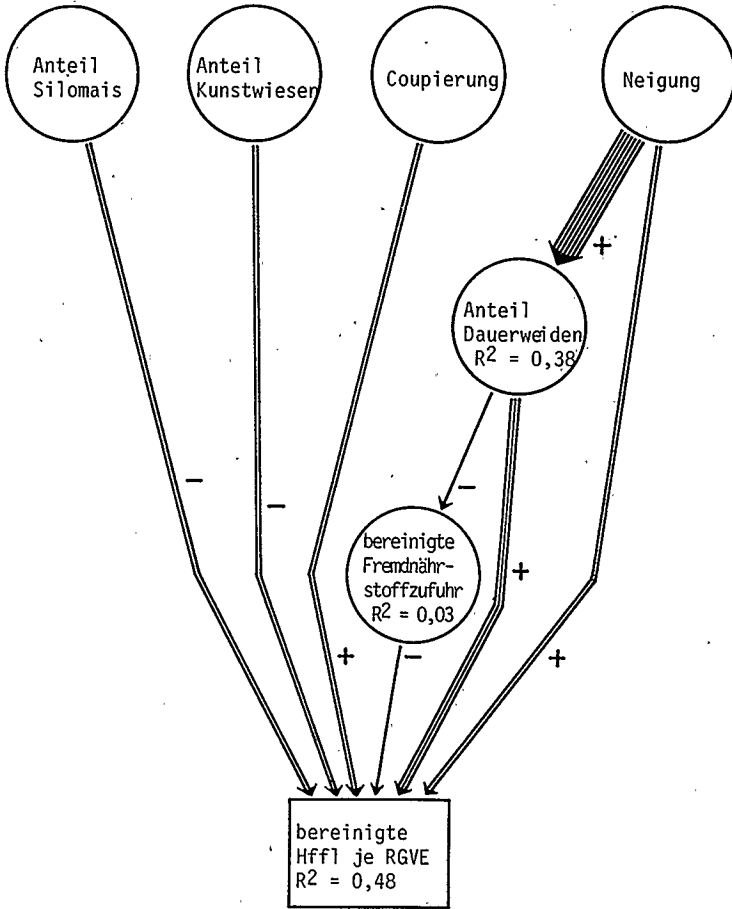 Anteil
Silomais
Anteil
Kunstwiesen
Coupierung
Neigung
+
Anteil
Dauerweiden
R² = 0,38
-
-
-
bereinigte
Fremdnähr-
stoffzufuhr
R² = 0,03
+
+
-
+
bereinigte
Hffl je RGVE
R² = 0,48